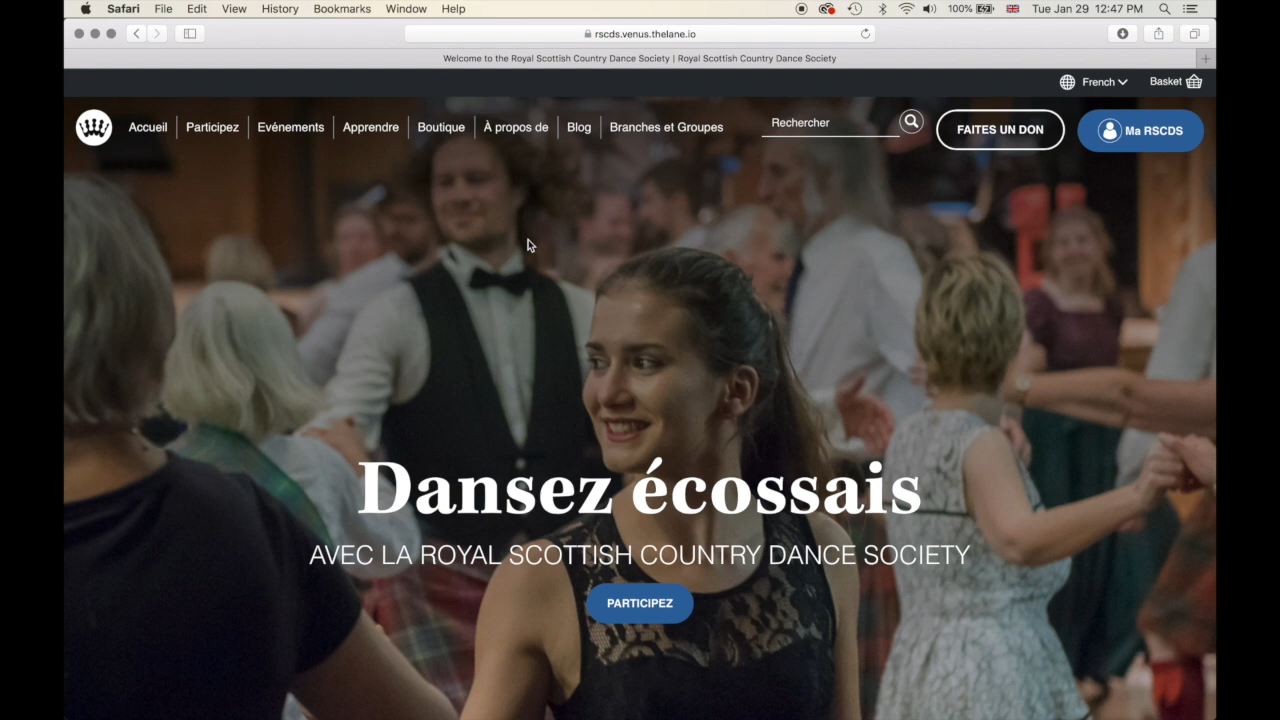 Safari File Edit View History Bookmarks Window Help 100% Tue Jan 29 12:47 PM
rscds.venus.thelane.io
Welcome to the Royal Scottish Country Dance Society | Royal Scottish Country Dance Society
French Basket
Accueil Participez Evénements Apprendre Boutique À propos de Blog Branches et Groupes Rechercher FAITES UN DON Ma RSCDS
Dansez écossais
AVEC LA ROYAL SCOTTISH COUNTRY DANCE SOCIETY
PARTICIPEZ